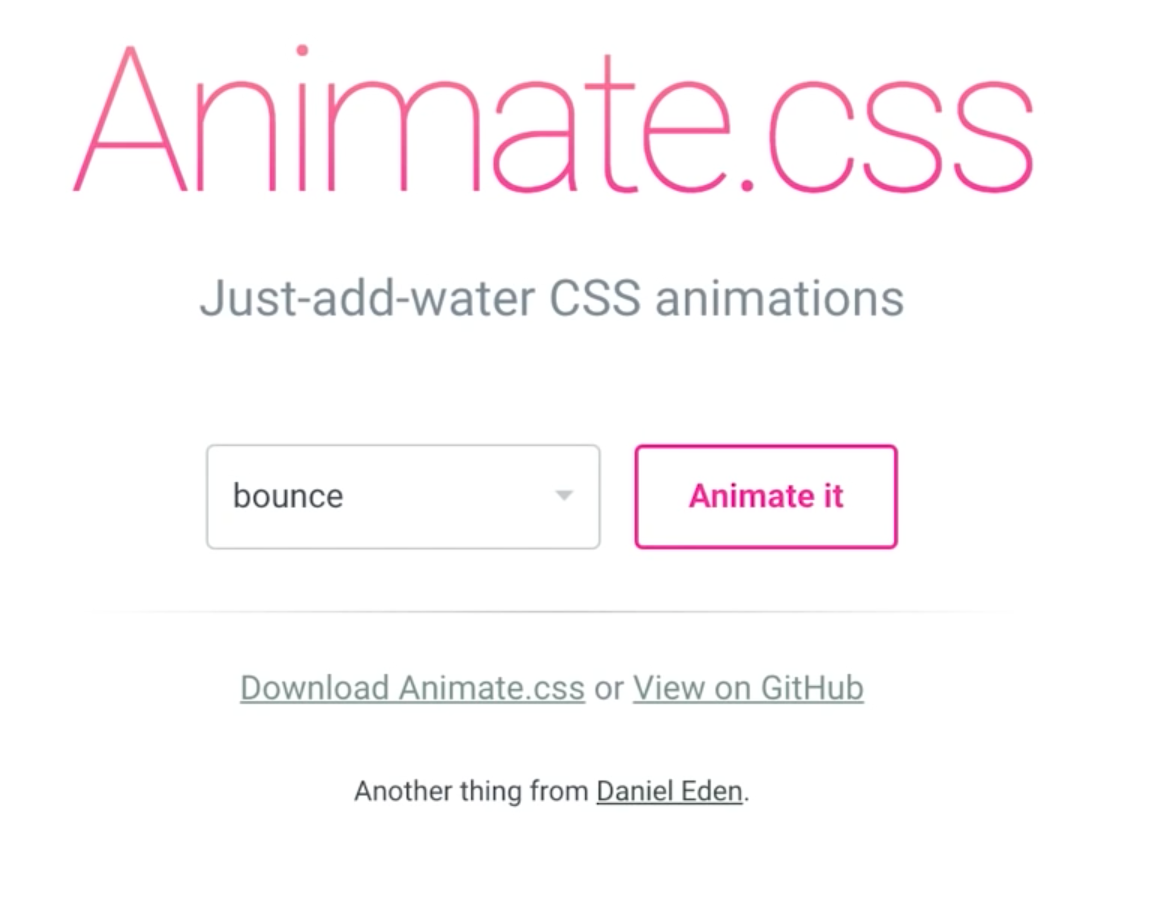 Animate.css
Just-add-water CSS animations
bounce
Animate it
Download Animate.css or View on GitHub
Another thing from Daniel Eden.